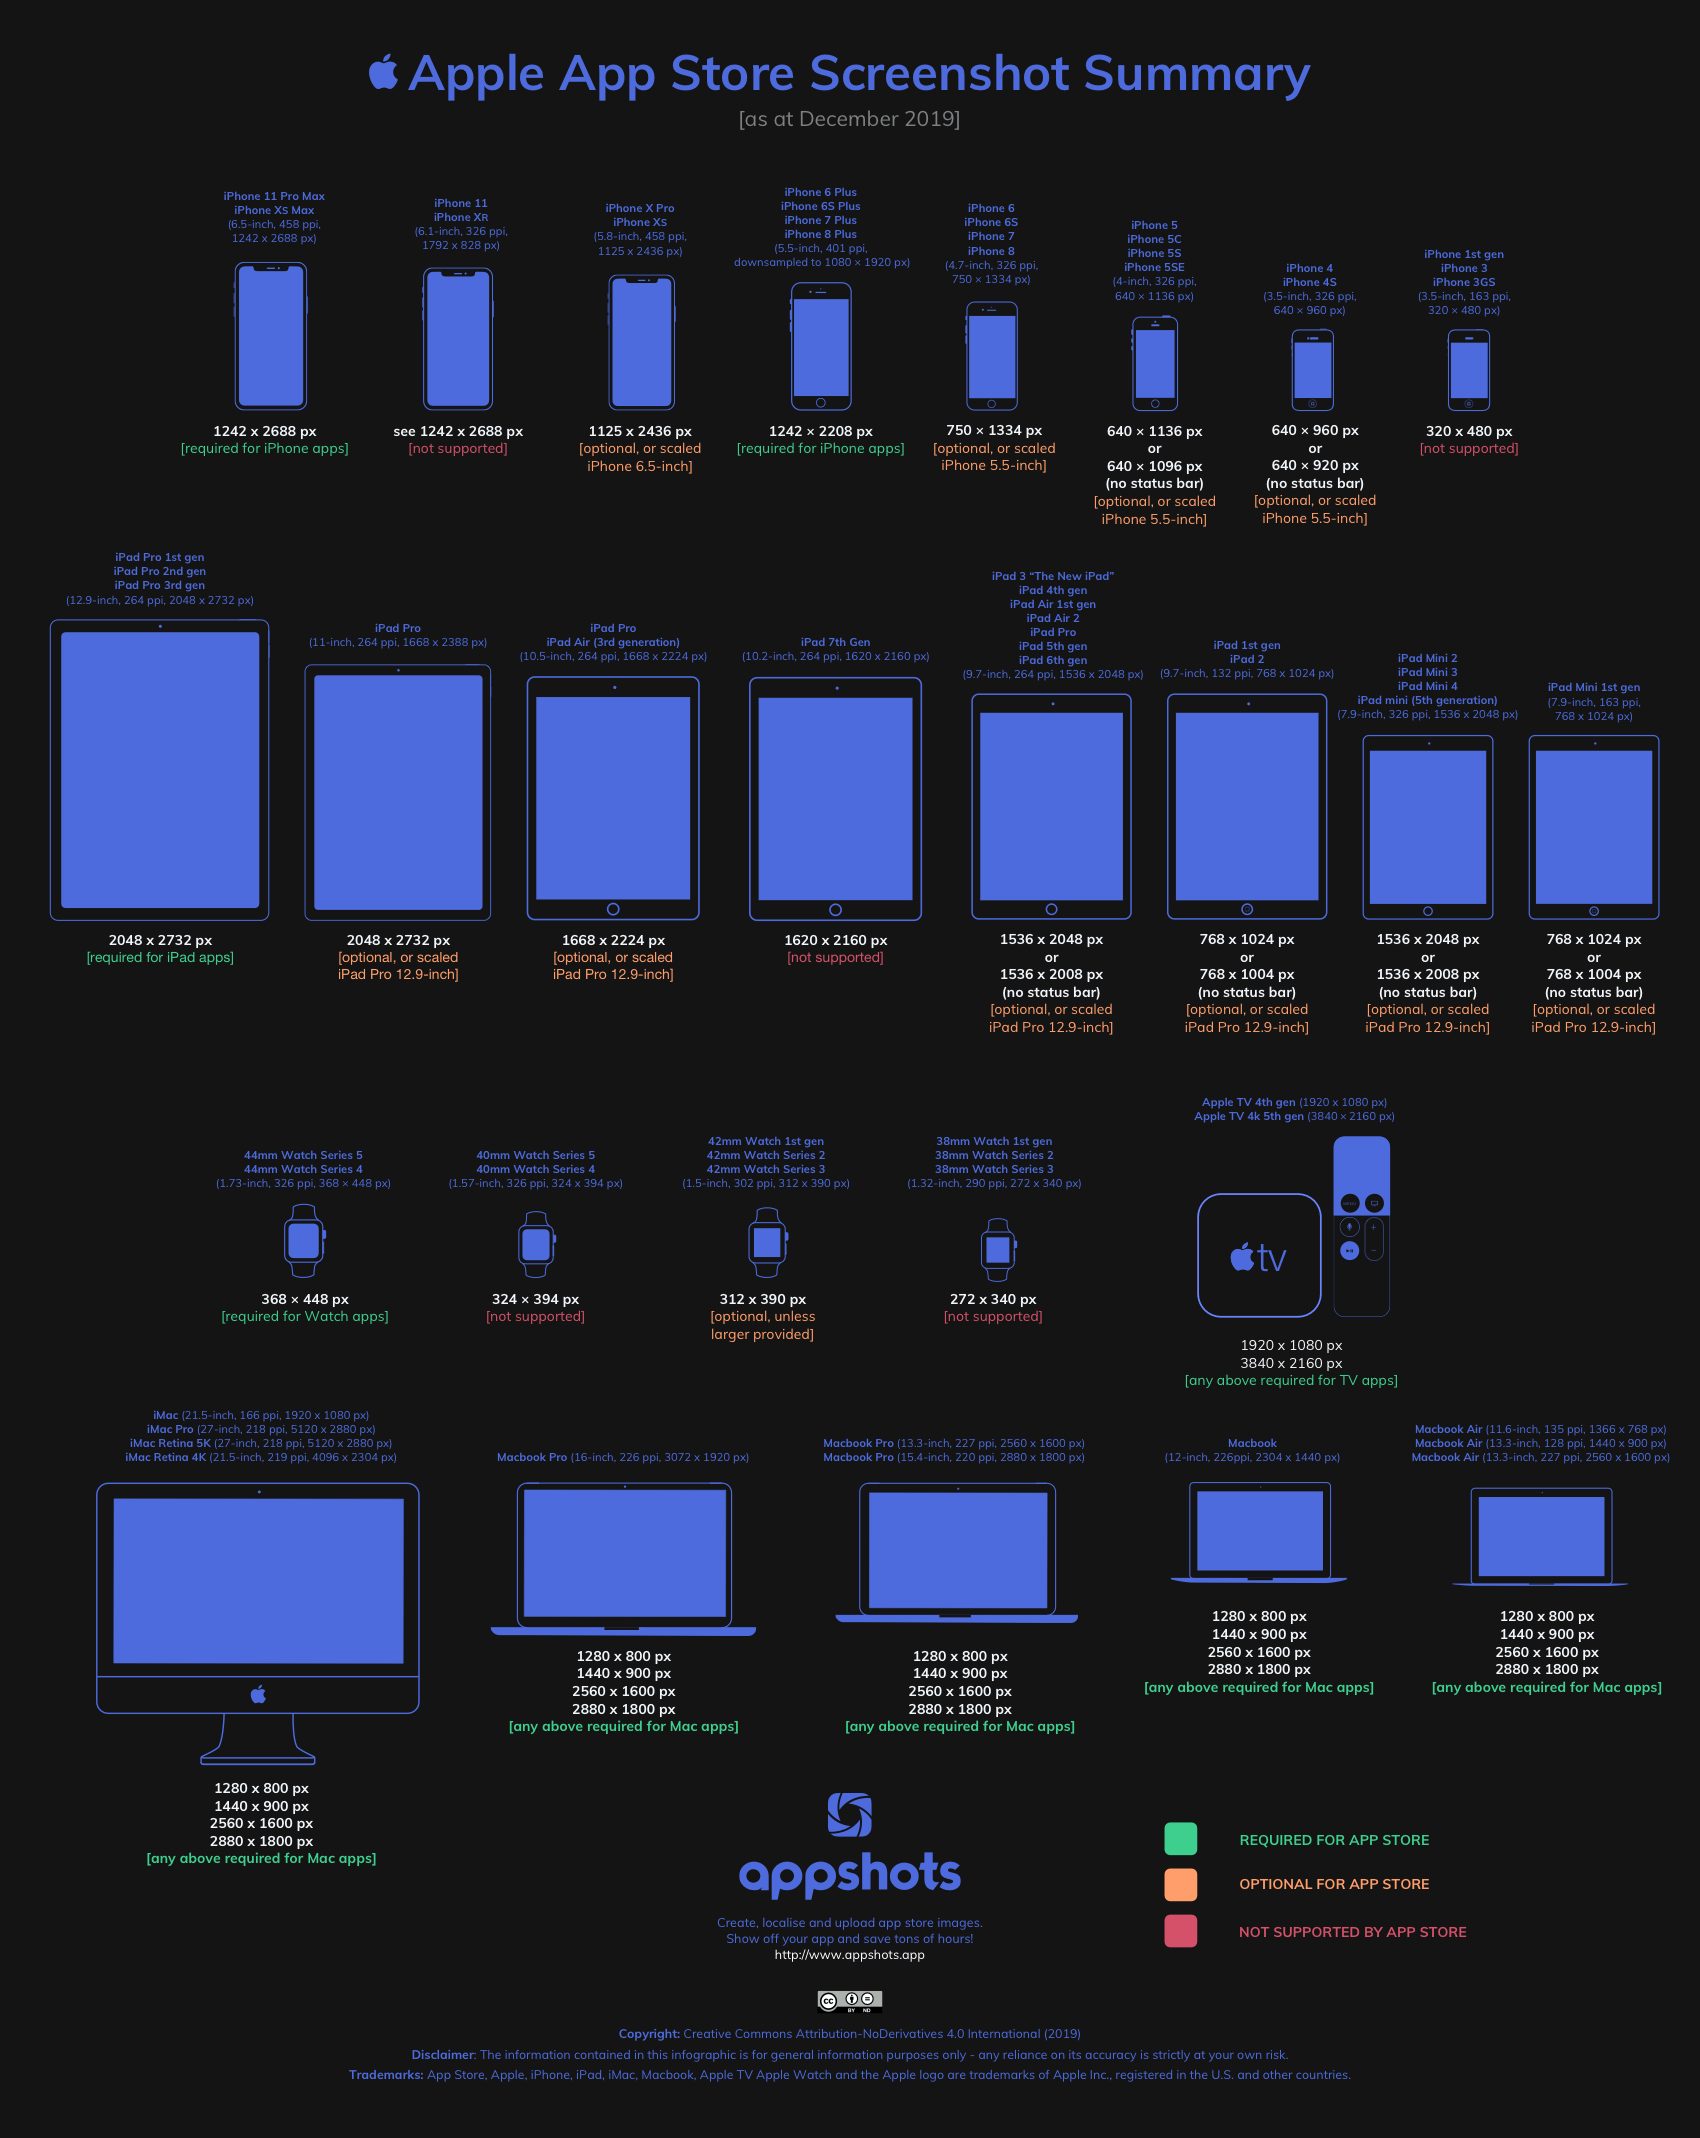 Apple App Store Screenshot Summary
[as at December 2019]
iPhone 11 Pro Max
iPhone XS Max
(6.5-inch, 458 ppi,
1242 x 2688 px)
1242 x 2688 px
[required for iPhone apps]
iPhone 11
iPhone XR
(6.1-inch, 326 ppi,
1792 x 828 px)
see 1242 x 2688 px
[not supported]
iPhone X Pro
iPhone XS
(5.8-inch, 458 ppi,
1125 x 2436 px)
1125 x 2436 px
[optional, or scaled
iPhone 6.5-inch]
iPhone 6 Plus
iPhone 6S Plus
iPhone 7 Plus
iPhone 8 Plus
(5.5-inch, 401 ppi,
downsampled to 1080 × 1920 px)
1242 × 2208 px
[required for iPhone apps]
iPhone 6
iPhone 6S
iPhone 7
iPhone 8
(4.7-inch, 326 ppi,
750 × 1334 px)
750 × 1334 px
[optional, or scaled
iPhone 5.5-inch]
iPhone 5
iPhone 5C
iPhone 5S
iPhone 5SE
(4-inch, 326 ppi,
640 × 1136 px)
640 × 1136 px
or
640 × 1096 px
(no status bar)
[optional, or scaled
iPhone 5.5-inch]
iPhone 4
iPhone 4S
(3.5-inch, 326 ppi,
640 × 960 px)
640 × 960 px
or
640 × 920 px
(no status bar)
[optional, or scaled
iPhone 5.5-inch]
iPhone 1st gen
iPhone 3
iPhone 3GS
(3.5-inch, 163 ppi,
320 × 480 px)
320 x 480 px
[not supported]
iPad Pro 1st gen
iPad Pro 2nd gen
iPad Pro 3rd gen
(12.9-inch, 264 ppi, 2048 x 2732 px)
2048 x 2732 px
[required for iPad apps]
iPad Pro
(11-inch, 264 ppi, 1668 x 2388 px)
2048 x 2732 px
[optional, or scaled
iPad Pro 12.9-inch]
iPad Pro
iPad Air (3rd generation)
(10.5-inch, 264 ppi, 1668 x 2224 px)
1668 x 2224 px
[optional, or scaled
iPad Pro 12.9-inch]
iPad 7th Gen
(10.2-inch, 264 ppi, 1620 x 2160 px)
1620 x 2160 px
[not supported]
iPad 3 “The New iPad”
iPad 4th gen
iPad Air 1st gen
iPad Air 2
iPad Pro
iPad 5th gen
iPad 6th gen
(9.7-inch, 264 ppi, 1536 x 2048 px)
1536 x 2048 px
or
1536 x 2008 px
(no status bar)
[optional, or scaled
iPad Pro 12.9-inch]
iPad 1st gen
iPad 2
(9.7-inch, 132 ppi, 768 x 1024 px)
768 x 1024 px
or
768 x 1004 px
(no status bar)
[optional, or scaled
iPad Pro 12.9-inch]
iPad Mini 2
iPad Mini 3
iPad Mini 4
iPad mini (5th generation)
(7.9-inch, 326 ppi, 1536 x 2048 px)
1536 x 2048 px
or
1536 x 2008 px
(no status bar)
[optional, or scaled
iPad Pro 12.9-inch]
iPad Mini 1st gen
(7.9-inch, 163 ppi,
768 x 1024 px)
768 x 1024 px
or
768 x 1004 px
(no status bar)
[optional, or scaled
iPad Pro 12.9-inch]
44mm Watch Series 5
44mm Watch Series 4
(1.73-inch, 326 ppi, 368 × 448 px)
368 × 448 px
[required for Watch apps]
40mm Watch Series 5
40mm Watch Series 4
(1.57-inch, 326 ppi, 324 x 394 px)
324 × 394 px
[not supported]
42mm Watch 1st gen
42mm Watch Series 2
42mm Watch Series 3
(1.5-inch, 302 ppi, 312 x 390 px)
312 x 390 px
[optional, unless
larger provided]
38mm Watch 1st gen
38mm Watch Series 2
38mm Watch Series 3
(1.32-inch, 290 ppi, 272 x 340 px)
272 x 340 px
[not supported]
Apple TV 4th gen (1920 x 1080 px)
Apple TV 4k 5th gen (3840 × 2160 px)
tv
1920 x 1080 px
3840 x 2160 px
[any above required for TV apps]
iMac (21.5-inch, 166 ppi, 1920 x 1080 px)
iMac Pro (27-inch, 218 ppi, 5120 x 2880 px)
iMac Retina 5K (27-inch, 218 ppi, 5120 x 2880 px)
iMac Retina 4K (21.5-inch, 219 ppi, 4096 x 2304 px)
1280 x 800 px
1440 x 900 px
2560 x 1600 px
2880 x 1800 px
[any above required for Mac apps]
Macbook Pro (16-inch, 226 ppi, 3072 x 1920 px)
1280 x 800 px
1440 x 900 px
2560 x 1600 px
2880 x 1800 px
[any above required for Mac apps]
Macbook Pro (13.3-inch, 227 ppi, 2560 x 1600 px)
Macbook Pro (15.4-inch, 220 ppi, 2880 x 1800 px)
1280 x 800 px
1440 x 900 px
2560 x 1600 px
2880 x 1800 px
[any above required for Mac apps]
Macbook
(12-inch, 226ppi, 2304 x 1440 px)
1280 x 800 px
1440 x 900 px
2560 x 1600 px
2880 x 1800 px
[any above required for Mac apps]
Macbook Air (11.6-inch, 135 ppi, 1366 x 768 px)
Macbook Air (13.3-inch, 128 ppi, 1440 x 900 px)
Macbook Air (13.3-inch, 227 ppi, 2560 x 1600 px)
1280 x 800 px
1440 x 900 px
2560 x 1600 px
2880 x 1800 px
[any above required for Mac apps]
appshots
Create, localise and upload app store images.
Show off your app and save tons of hours!
http://www.appshots.app
REQUIRED FOR APP STORE
OPTIONAL FOR APP STORE
NOT SUPPORTED BY APP STORE
cc BY ND
Copyright: Creative Commons Attribution-NoDerivatives 4.0 International (2019)
Disclaimer: The information contained in this infographic is for general information purposes only - any reliance on its accuracy is strictly at your own risk.
Trademarks: App Store, Apple, iPhone, iPad, iMac, Macbook, Apple TV Apple Watch and the Apple logo are trademarks of Apple Inc., registered in the U.S. and other countries.